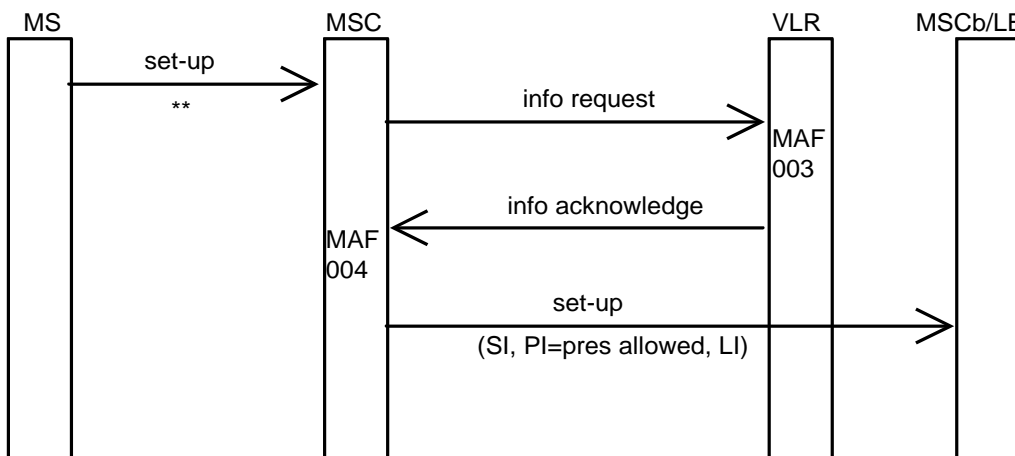 MS MSC VLR MSCb/LE
set-up
**
info request
MAF
003
info acknowledge
MAF
004
set-up
(SI, PI=pres allowed, LI)